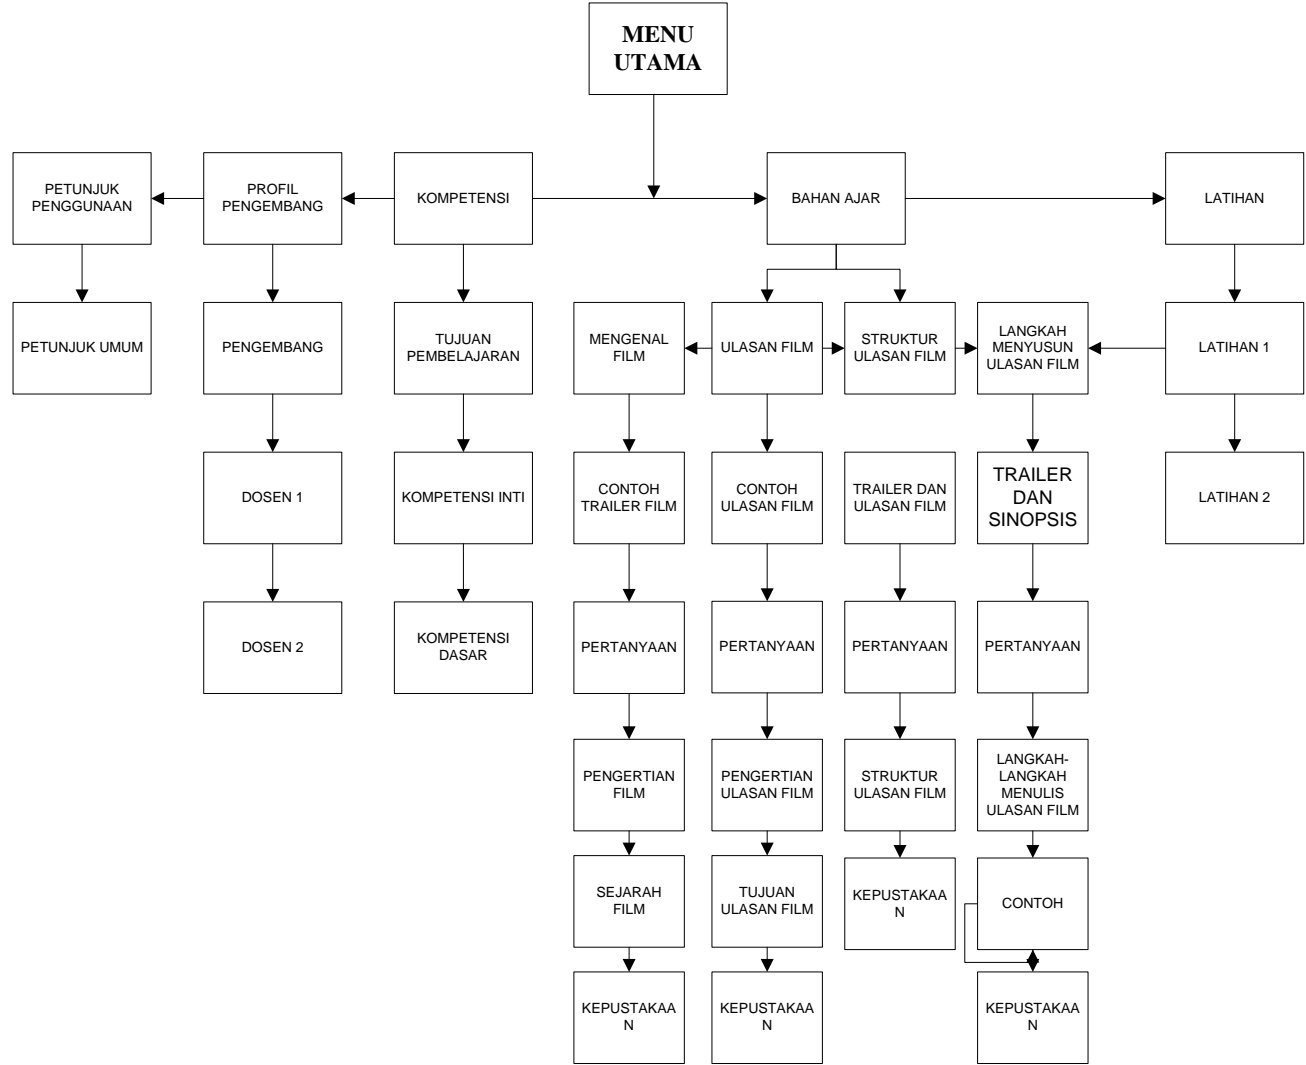 MENU
UTAMA
PETUNJUK
PENGGUNAAN
PROFIL
PENGEMBANG
KOMPETENSI
BAHAN AJAR
LATIHAN
PETUNJUK UMUM
PENGEMBANG
TUJUAN
PEMBELAJARAN
MENGENAL
FILM
ULASAN FILM
STRUKTUR
ULASAN FILM
LANGKAH
MENYUSUN
ULASAN FILM
LATIHAN 1
DOSEN 1
KOMPETENSI INTI
CONTOH
TRAILER FILM
CONTOH
ULASAN FILM
TRAILER DAN
ULASAN FILM
TRAILER
DAN
SINOPSIS
LATIHAN 2
DOSEN 2
KOMPETENSI
DASAR
PERTANYAAN
PERTANYAAN
PERTANYAAN
PERTANYAAN
PENGERTIAN
FILM
PENGERTIAN
ULASAN FILM
STRUKTUR
ULASAN FILM
LANGKAH-
LANGKAH
MENULIS
ULASAN FILM
SEJARAH
FILM
TUJUAN
ULASAN FILM
KEPUSTAKAA
N
CONTOH
KEPUSTAKAA
N
KEPUSTAKAA
N
KEPUSTAKAA
N